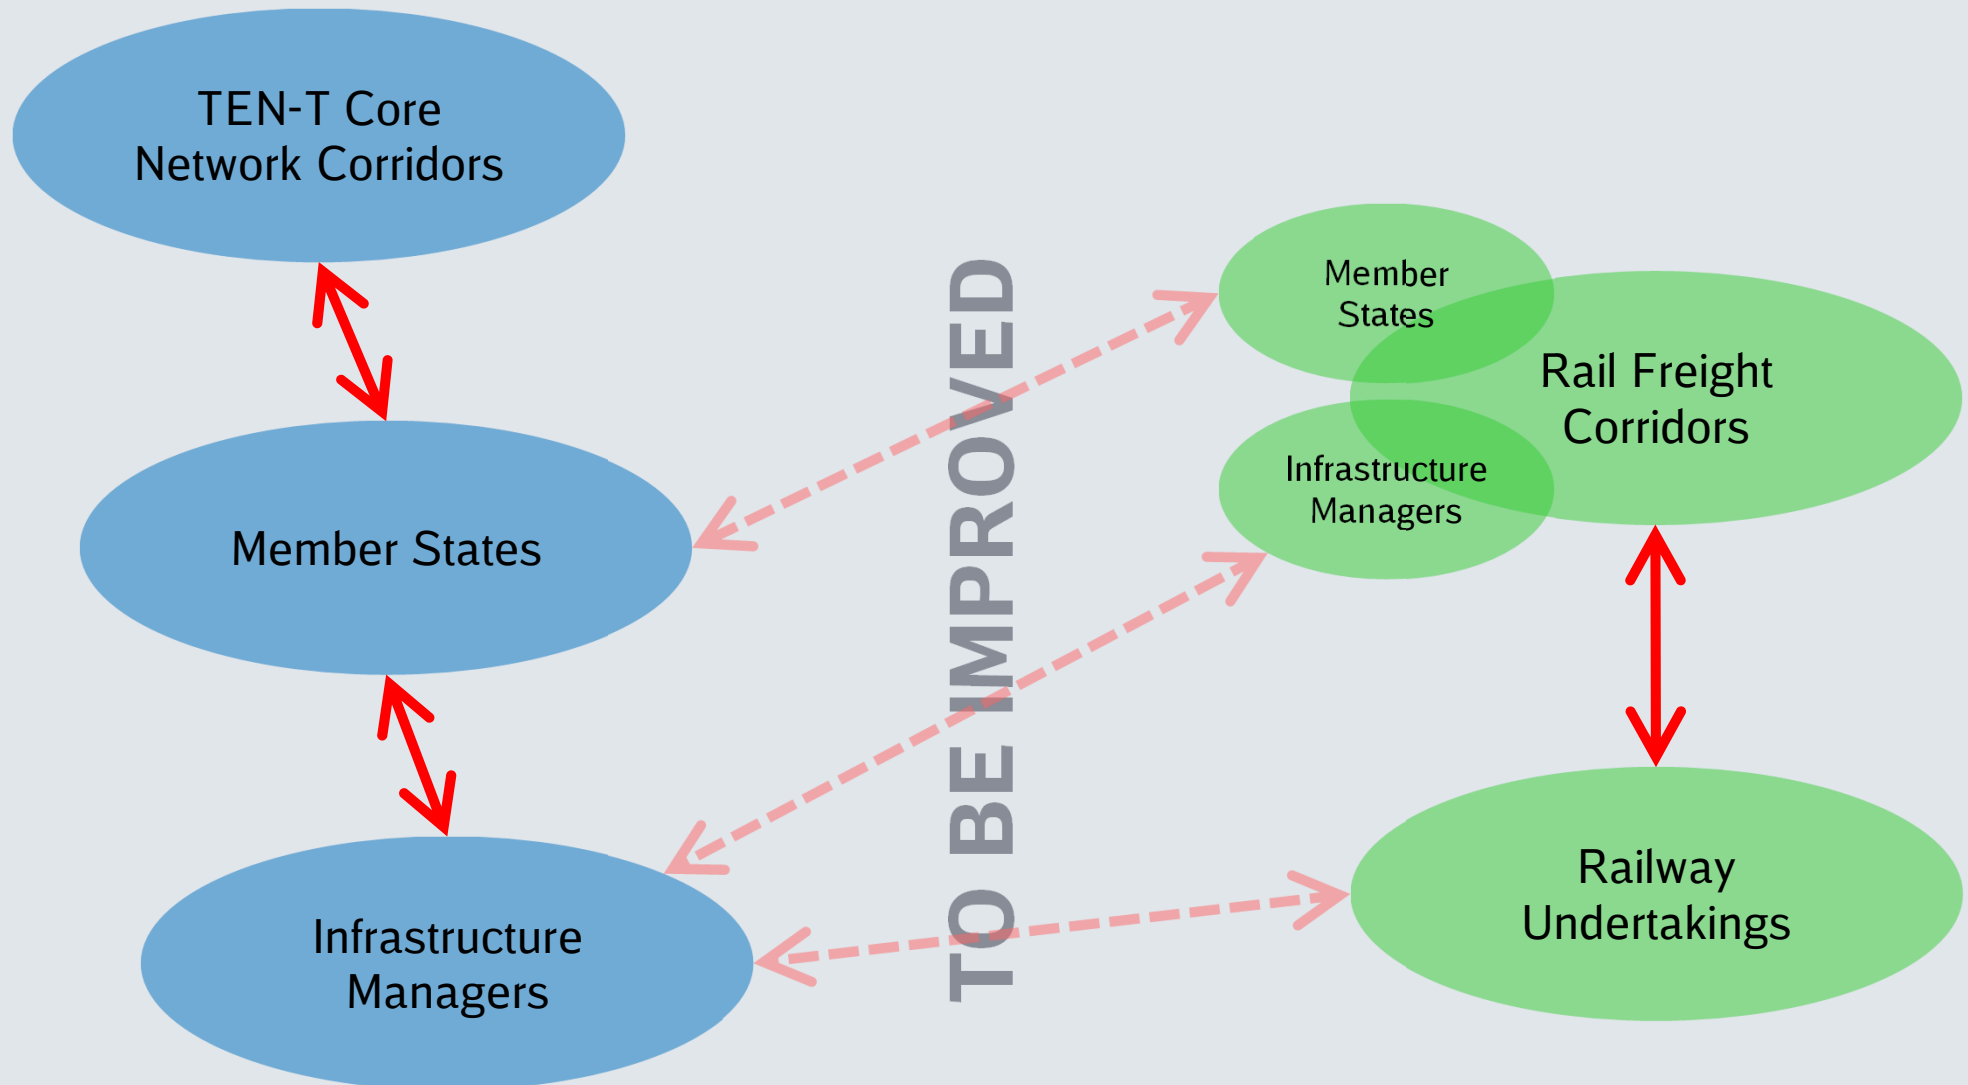 TEN-T Core
Network Corridors
Member States
Infrastructure
Managers
TO BE IMPROVED
Member
States
Infrastructure
Managers
Rail Freight
Corridors
Railway
Undertakings